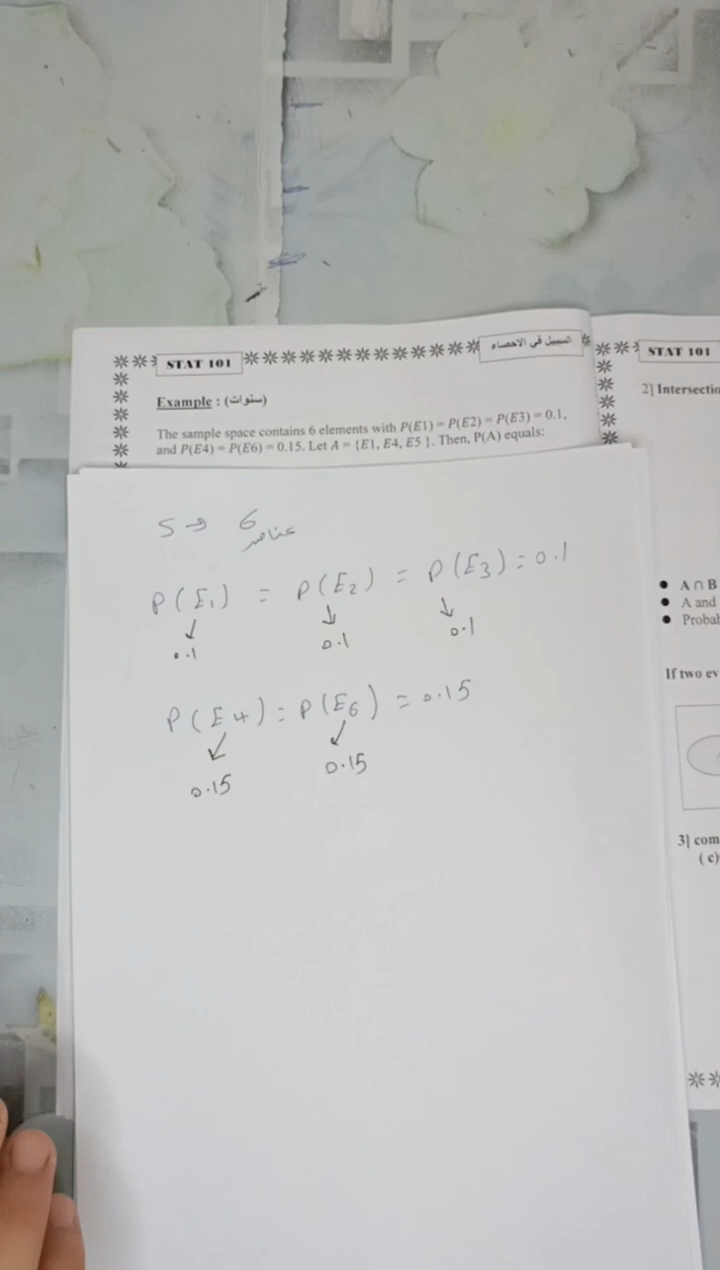 STAT 101
السبيل في الاحصاء
Example : (سنوات)
The sample space contains 6 elements with P(E1) = P(E2) = P(E3) = 0.1,
and P(E4) = P(E6) = 0.15. Let A = {E1, E4, E5 }. Then, P(A) equals:
S → 6
عناصر
P(E₁) = P(E₂) = P(E₃) = 0.1
↓ ↓ ↓
0.1 0.1 0.1
P(E4) = P(E6) = 0.15
↓ ↓
0.15 0.15
STAT 101
2] Intersectio
• A ∩ B
• A and
• Probab
If two ev
3] com
( c)